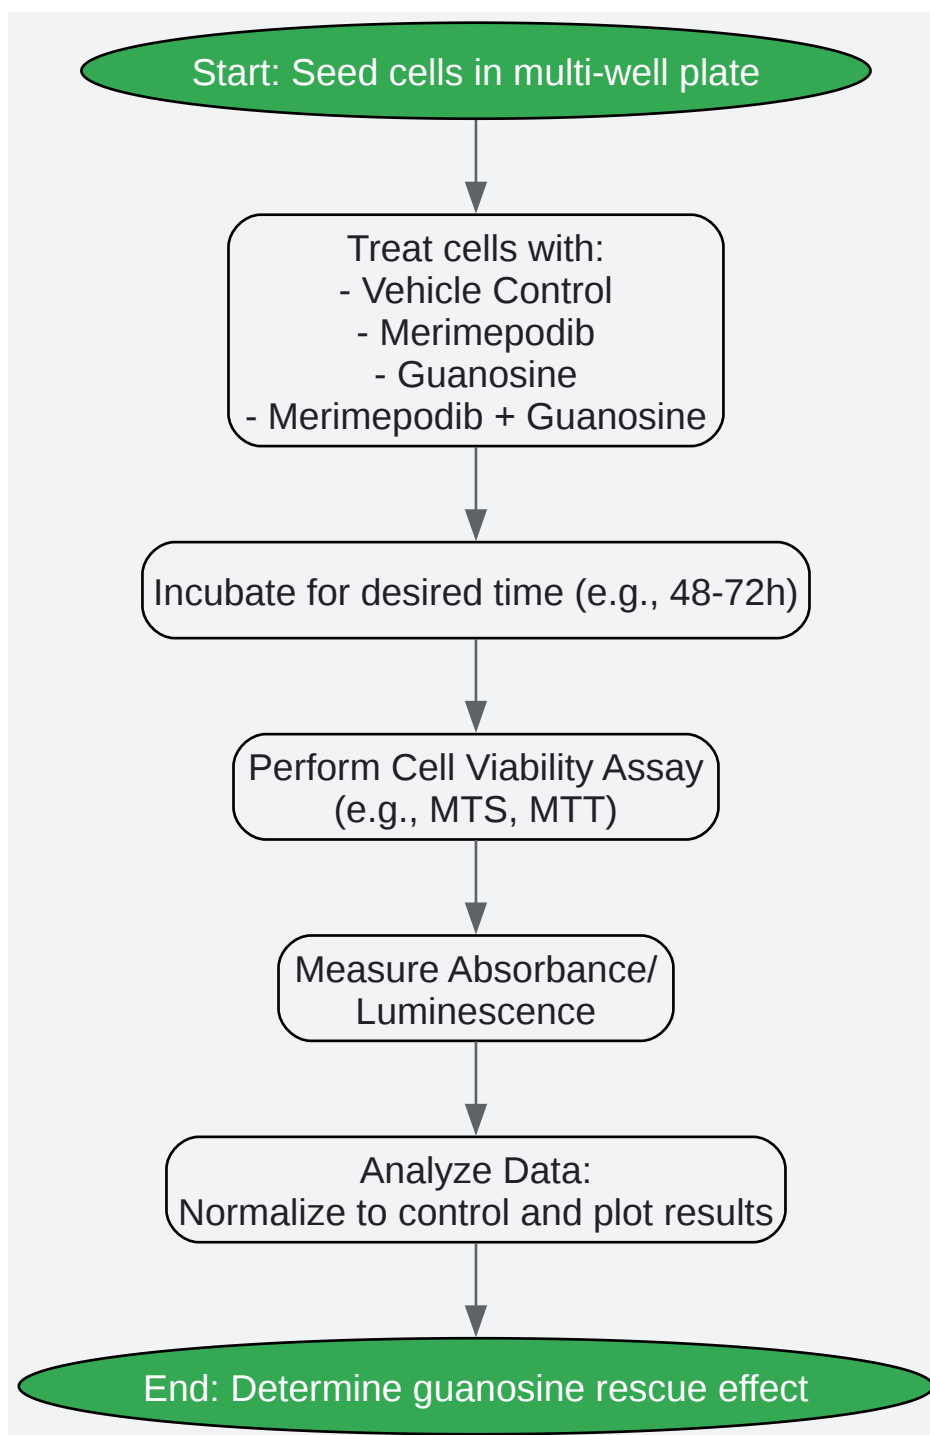 Start: Seed cells in multi-well plate
Treat cells with:
- Vehicle Control
- Merimepodib
- Guanosine
- Merimepodib + Guanosine
Incubate for desired time (e.g., 48-72h)
Perform Cell Viability Assay
(e.g., MTS, MTT)
Measure Absorbance/
Luminescence
Analyze Data:
Normalize to control and plot results
End: Determine guanosine rescue effect